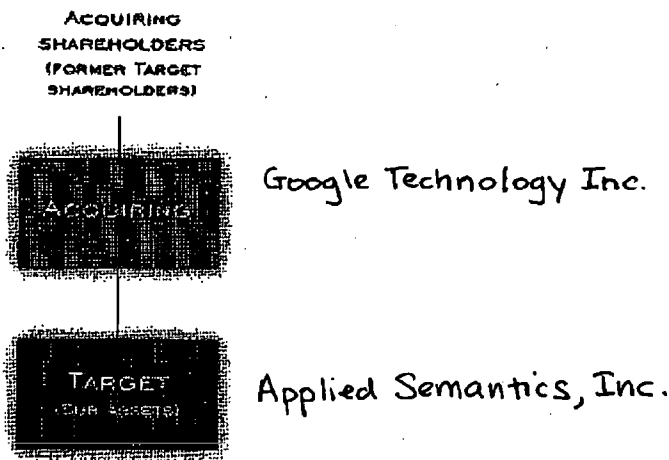 ACQUIRING
SHAREHOLDERS
(FORMER TARGET
SHAREHOLDERS)
ACQUIRING
Google Technology Inc.
TARGET
(SUB ASSETS)
Applied Semantics, Inc.